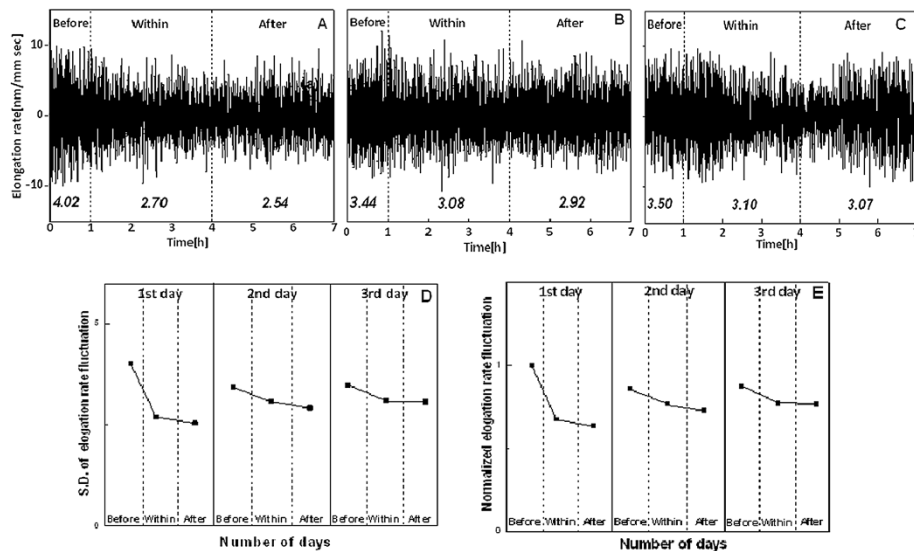 Before Within After A
Before Within After B
Before Within After C
Elongation rate[nm/mm sec]
10
0
-10
4.02 2.70 2.54
3.44 3.08 2.92
3.50 3.10 3.07
0 1 2 3 4 5 6 7
0 1 2 3 4 5 6 7
0 1 2 3 4 5 6 7
Time[h]
Time[h]
Time[h]
1st day 2nd day 3rd day D
S.D. of elogation rate fluctuation
5
0
Before Within After Before Within After Before Within After
Number of days
1st day 2nd day 3rd day E
Normalized elogation rate fluctuation
1
0
Before Within After Before Within After Before Within After
Number of days